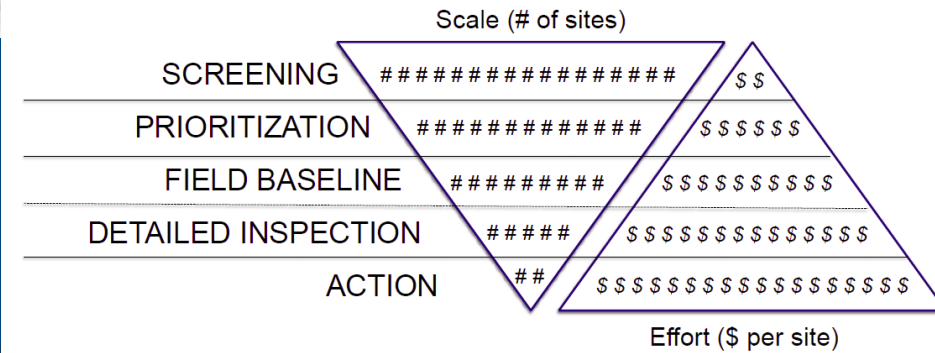 Scale (# of sites)
SCREENING # # # # # # # # # # # # # # # # # $ $
PRIORITIZATION # # # # # # # # # # # # # $ $ $ $ $ $
FIELD BASELINE # # # # # # # # # $ $ $ $ $ $ $ $ $ $
DETAILED INSPECTION # # # # # $ $ $ $ $ $ $ $ $ $ $ $ $ $
ACTION # # $ $ $ $ $ $ $ $ $ $ $ $ $ $ $ $ $ $
Effort ($ per site)